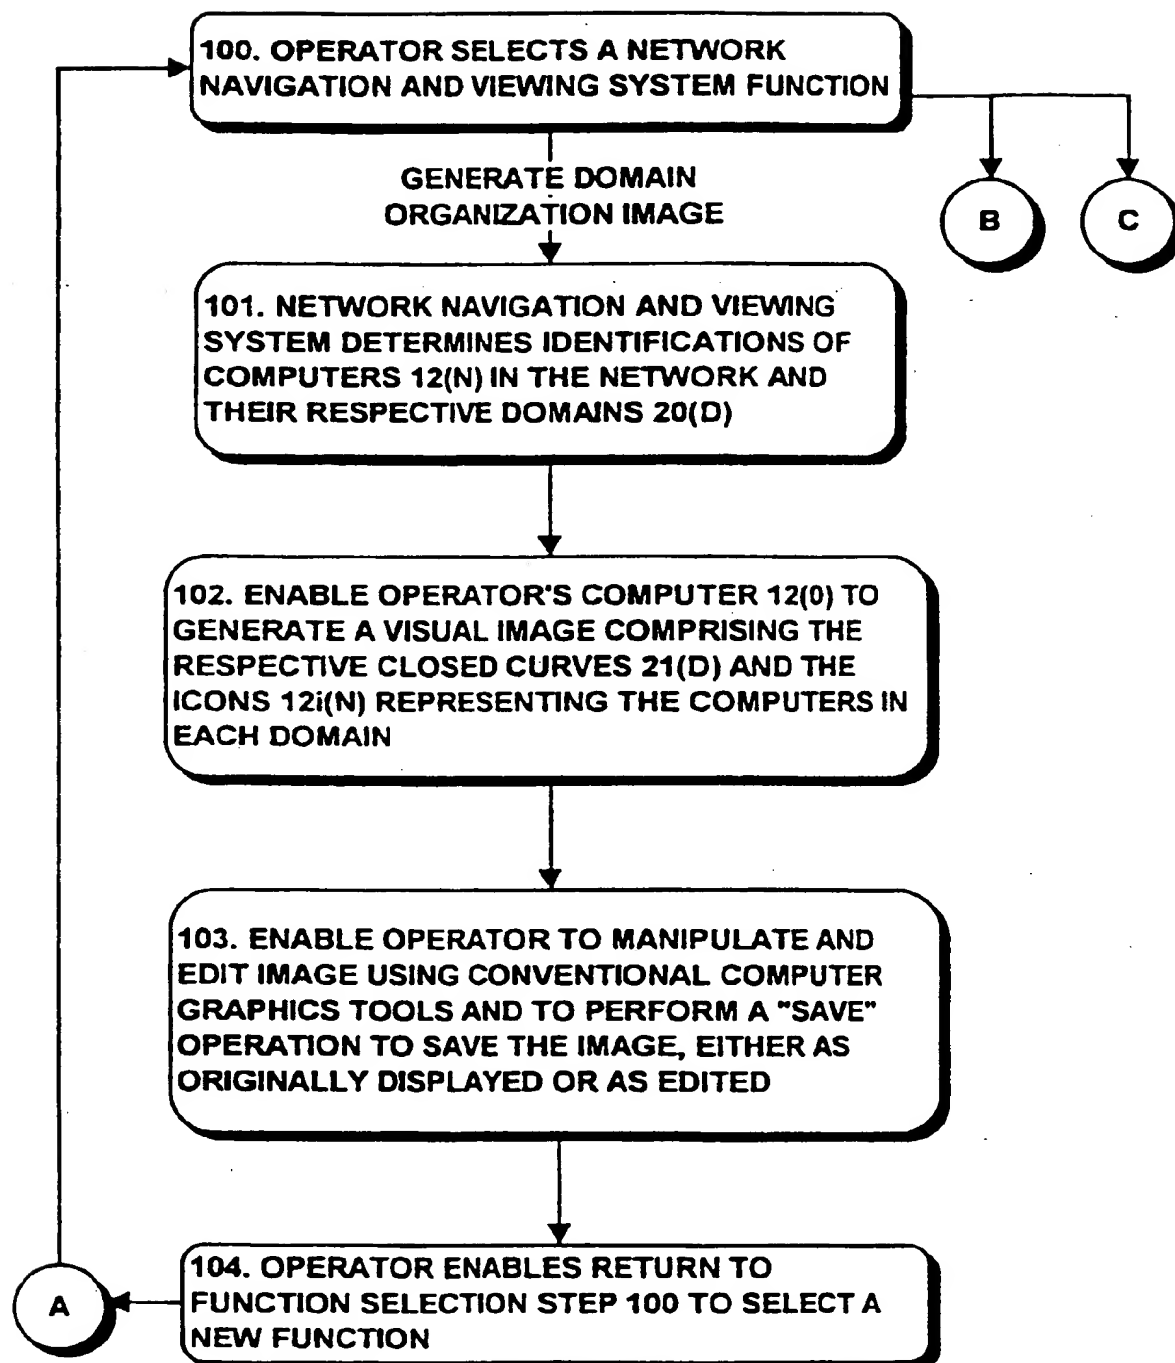 100. OPERATOR SELECTS A NETWORK
NAVIGATION AND VIEWING SYSTEM FUNCTION
GENERATE DOMAIN
ORGANIZATION IMAGE
B
C
101. NETWORK NAVIGATION AND VIEWING
SYSTEM DETERMINES IDENTIFICATIONS OF
COMPUTERS 12(N) IN THE NETWORK AND
THEIR RESPECTIVE DOMAINS 20(D)
102. ENABLE OPERATOR'S COMPUTER 12(0) TO
GENERATE A VISUAL IMAGE COMPRISING THE
RESPECTIVE CLOSED CURVES 21(D) AND THE
ICONS 12i(N) REPRESENTING THE COMPUTERS IN
EACH DOMAIN
103. ENABLE OPERATOR TO MANIPULATE AND
EDIT IMAGE USING CONVENTIONAL COMPUTER
GRAPHICS TOOLS AND TO PERFORM A "SAVE"
OPERATION TO SAVE THE IMAGE, EITHER AS
ORIGINALLY DISPLAYED OR AS EDITED
104. OPERATOR ENABLES RETURN TO
FUNCTION SELECTION STEP 100 TO SELECT A
NEW FUNCTION
A